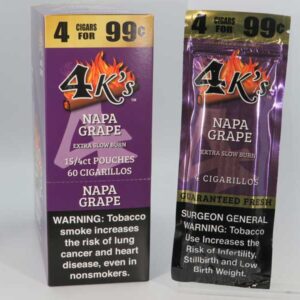 4 CIGARS FOR 99¢
4K's
TM
NAPA
GRAPE
EXTRA SLOW BURN
15/4ct POUCHES
60 CIGARILLOS
NAPA
GRAPE
WARNING: Tobacco
smoke increases
the risk of lung
cancer and heart
disease, even in
nonsmokers.
4 CIGARS FOR 99¢
4K's
NAPA
GRAPE
EXTRA SLOW BURN
4 CIGARILLOS
GUARANTEED FRESH
SURGEON GENERAL
WARNING: Tobacco
Use Increases the
Risk of Infertility,
Stillbirth and Low
Birth Weight.